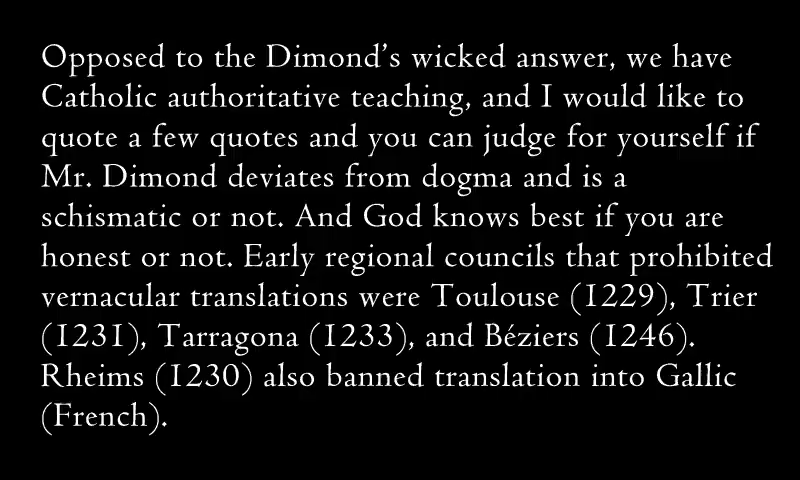 Opposed to the Dimond's wicked answer, we have
Catholic authoritative teaching, and I would like to
quote a few quotes and you can judge for yourself if
Mr. Dimond deviates from dogma and is a
schismatic or not. And God knows best if you are
honest or not. Early regional councils that prohibited
vernacular translations were Toulouse (1229), Trier
(1231), Tarragona (1233), and Béziers (1246).
Rheims (1230) also banned translation into Gallic
(French).